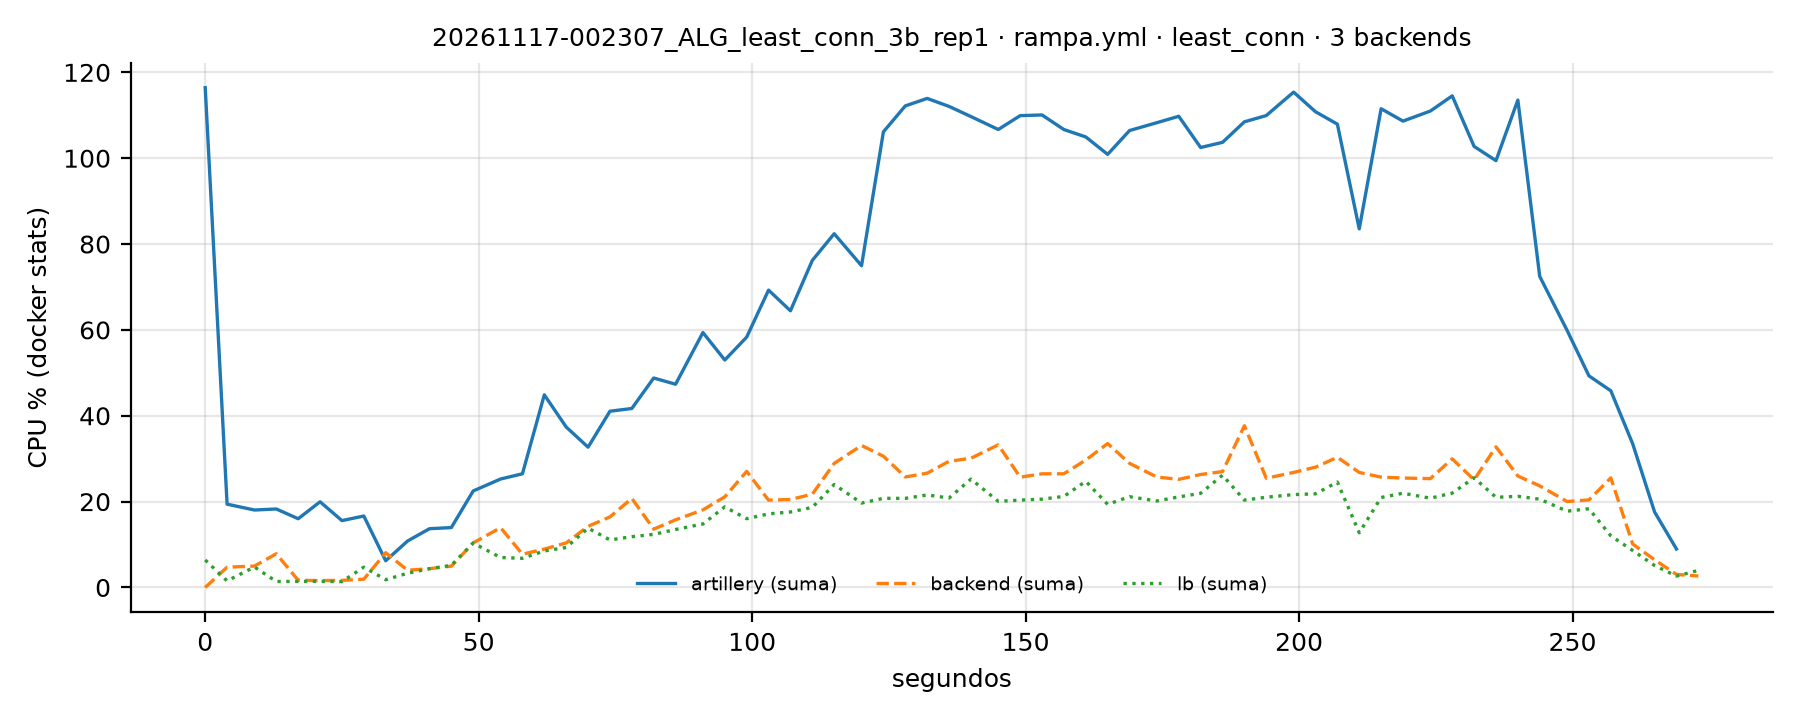 20261117-002307_ALG_least_conn_3b_rep1 · rampa.yml · least_conn · 3 backends
CPU % (docker stats)
120
100
80
60
40
20
0
artillery (suma) backend (suma) lb (suma)
0 50 100 150 200 250
segundos